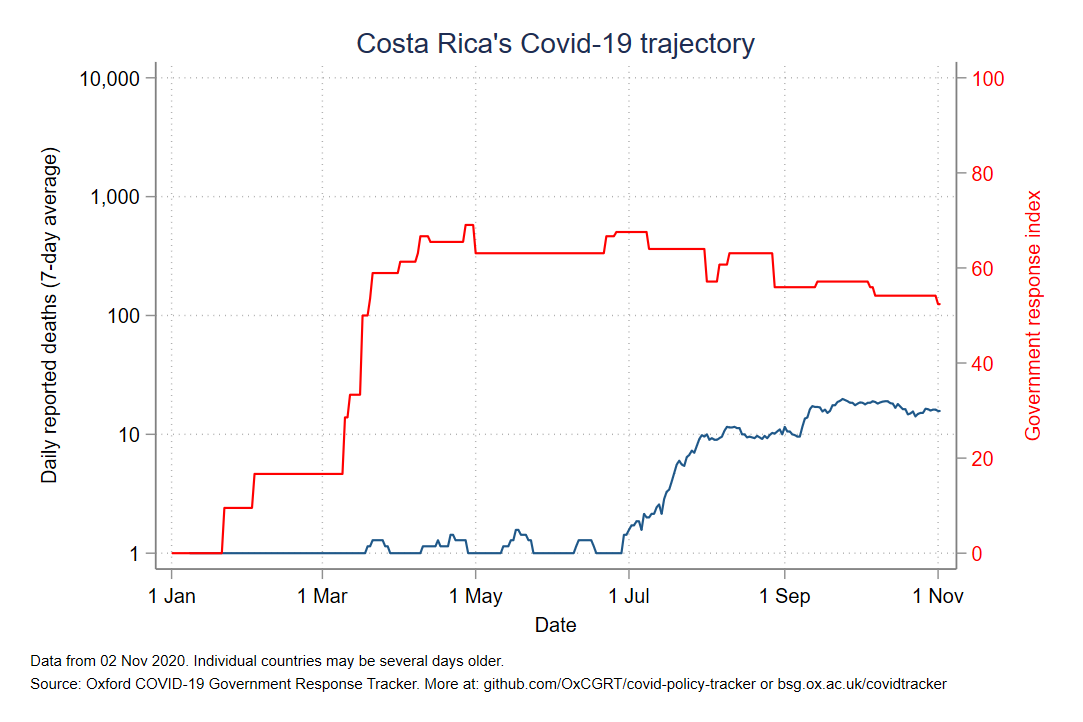 Costa Rica's Covid-19 trajectory
10,000
1,000
100
10
1
Daily reported deaths (7-day average)
100
80
60
40
20
0
Government response index
1 Jan 1 Mar 1 May 1 Jul 1 Sep 1 Nov
Date
Data from 02 Nov 2020. Individual countries may be several days older.
Source: Oxford COVID-19 Government Response Tracker. More at: github.com/OxCGRT/covid-policy-tracker or bsg.ox.ac.uk/covidtracker